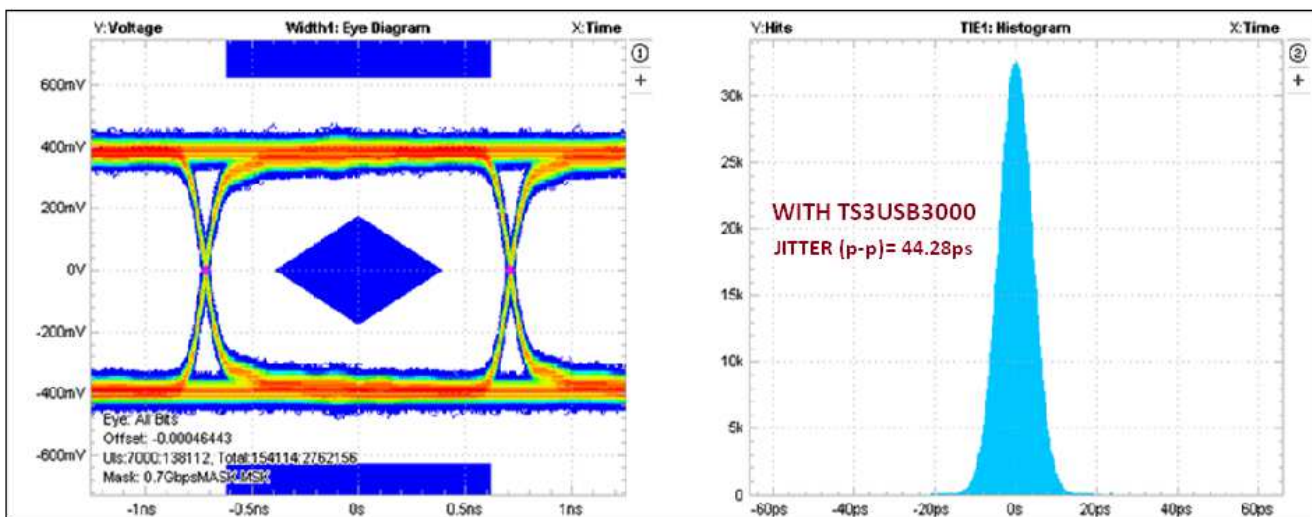 Y:Voltage Width1: Eye Diagram X:Time
①
+
600mV
400mV
200mV
0V
-200mV
-400mV
-600mV
Eye: All Bits
Offset: -0.00046443
UIs:7000:138112, Total:154114:2762156
Mask: 0.7GbpsMASK.MSK
-1ns -0.5ns 0s 0.5ns 1ns
Y:Hits TIE1: Histogram X:Time
②
+
30k
25k
20k
15k
10k
5k
0
WITH TS3USB3000
JITTER (p-p)= 44.28ps
-60ps -40ps -20ps 0s 20ps 40ps 60ps